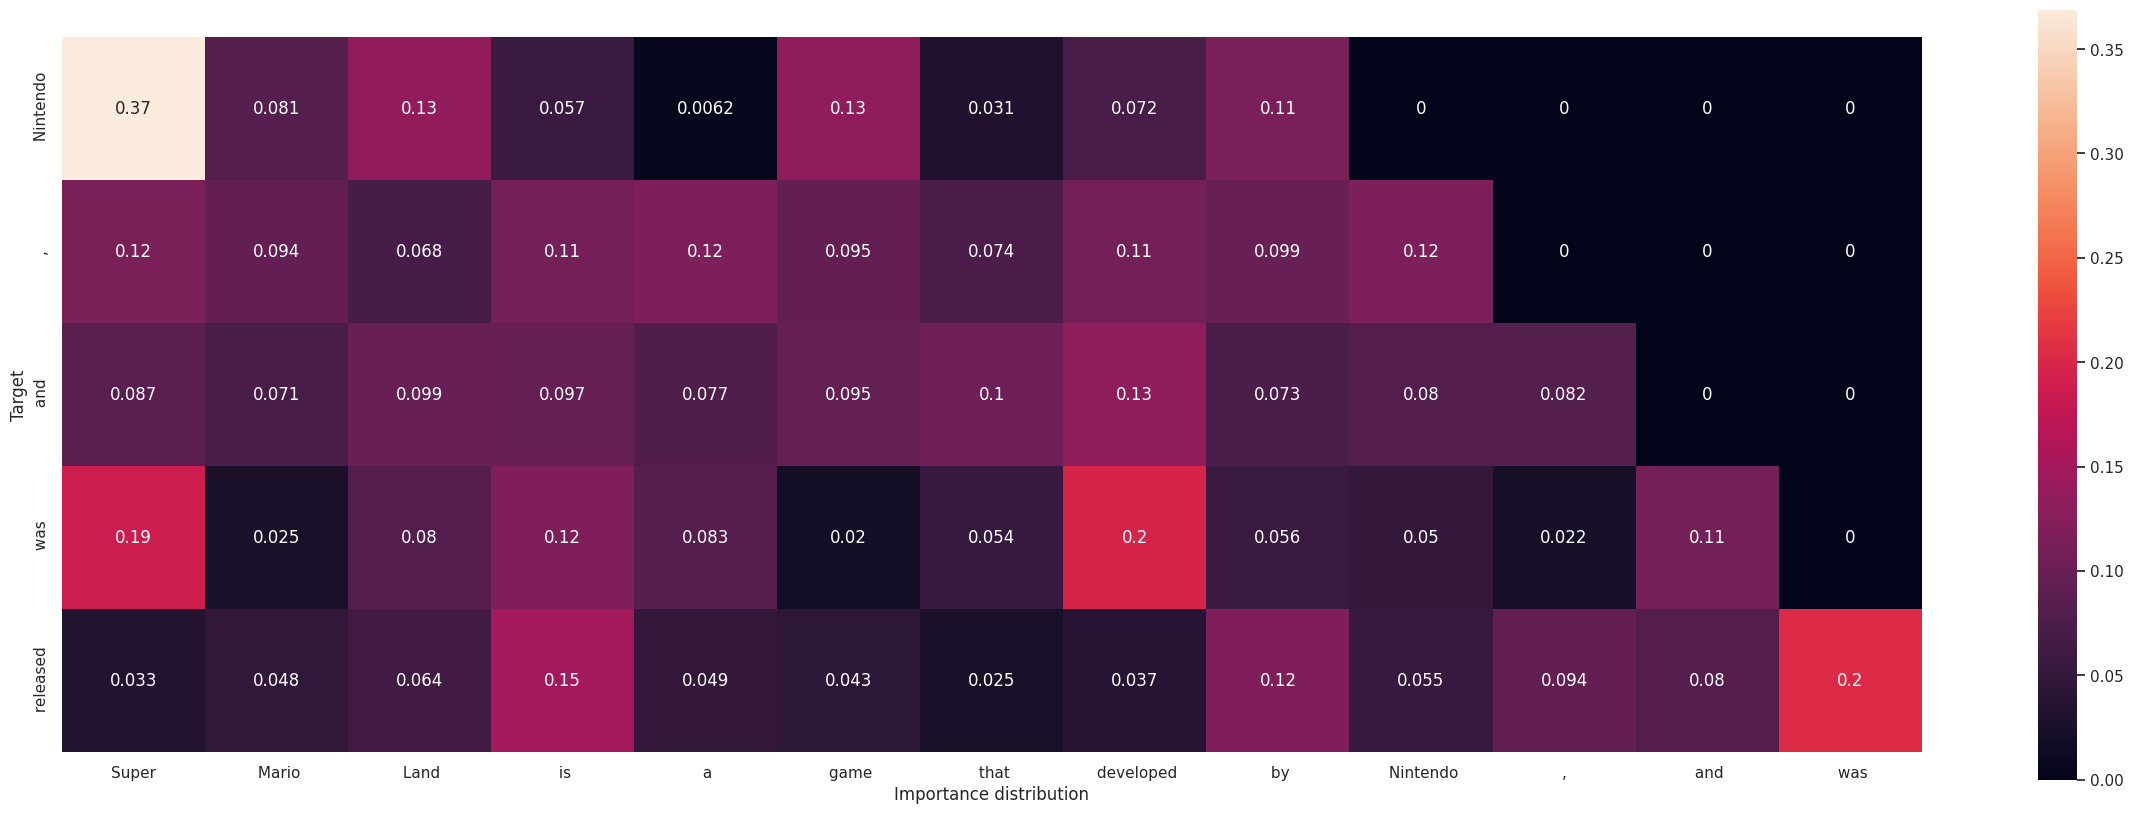 Nintendo 0.37 0.081 0.13 0.057 0.0062 0.13 0.031 0.072 0.11 0 0 0 0
, 0.12 0.094 0.068 0.11 0.12 0.095 0.074 0.11 0.099 0.12 0 0 0
and 0.087 0.071 0.099 0.097 0.077 0.095 0.1 0.13 0.073 0.08 0.082 0 0
was 0.19 0.025 0.08 0.12 0.083 0.02 0.054 0.2 0.056 0.05 0.022 0.11 0
released 0.033 0.048 0.064 0.15 0.049 0.043 0.025 0.037 0.12 0.055 0.094 0.08 0.2
Target
Super Mario Land is a game that developed by Nintendo , and was
Importance distribution
0.35
0.30
0.25
0.20
0.15
0.10
0.05
0.00